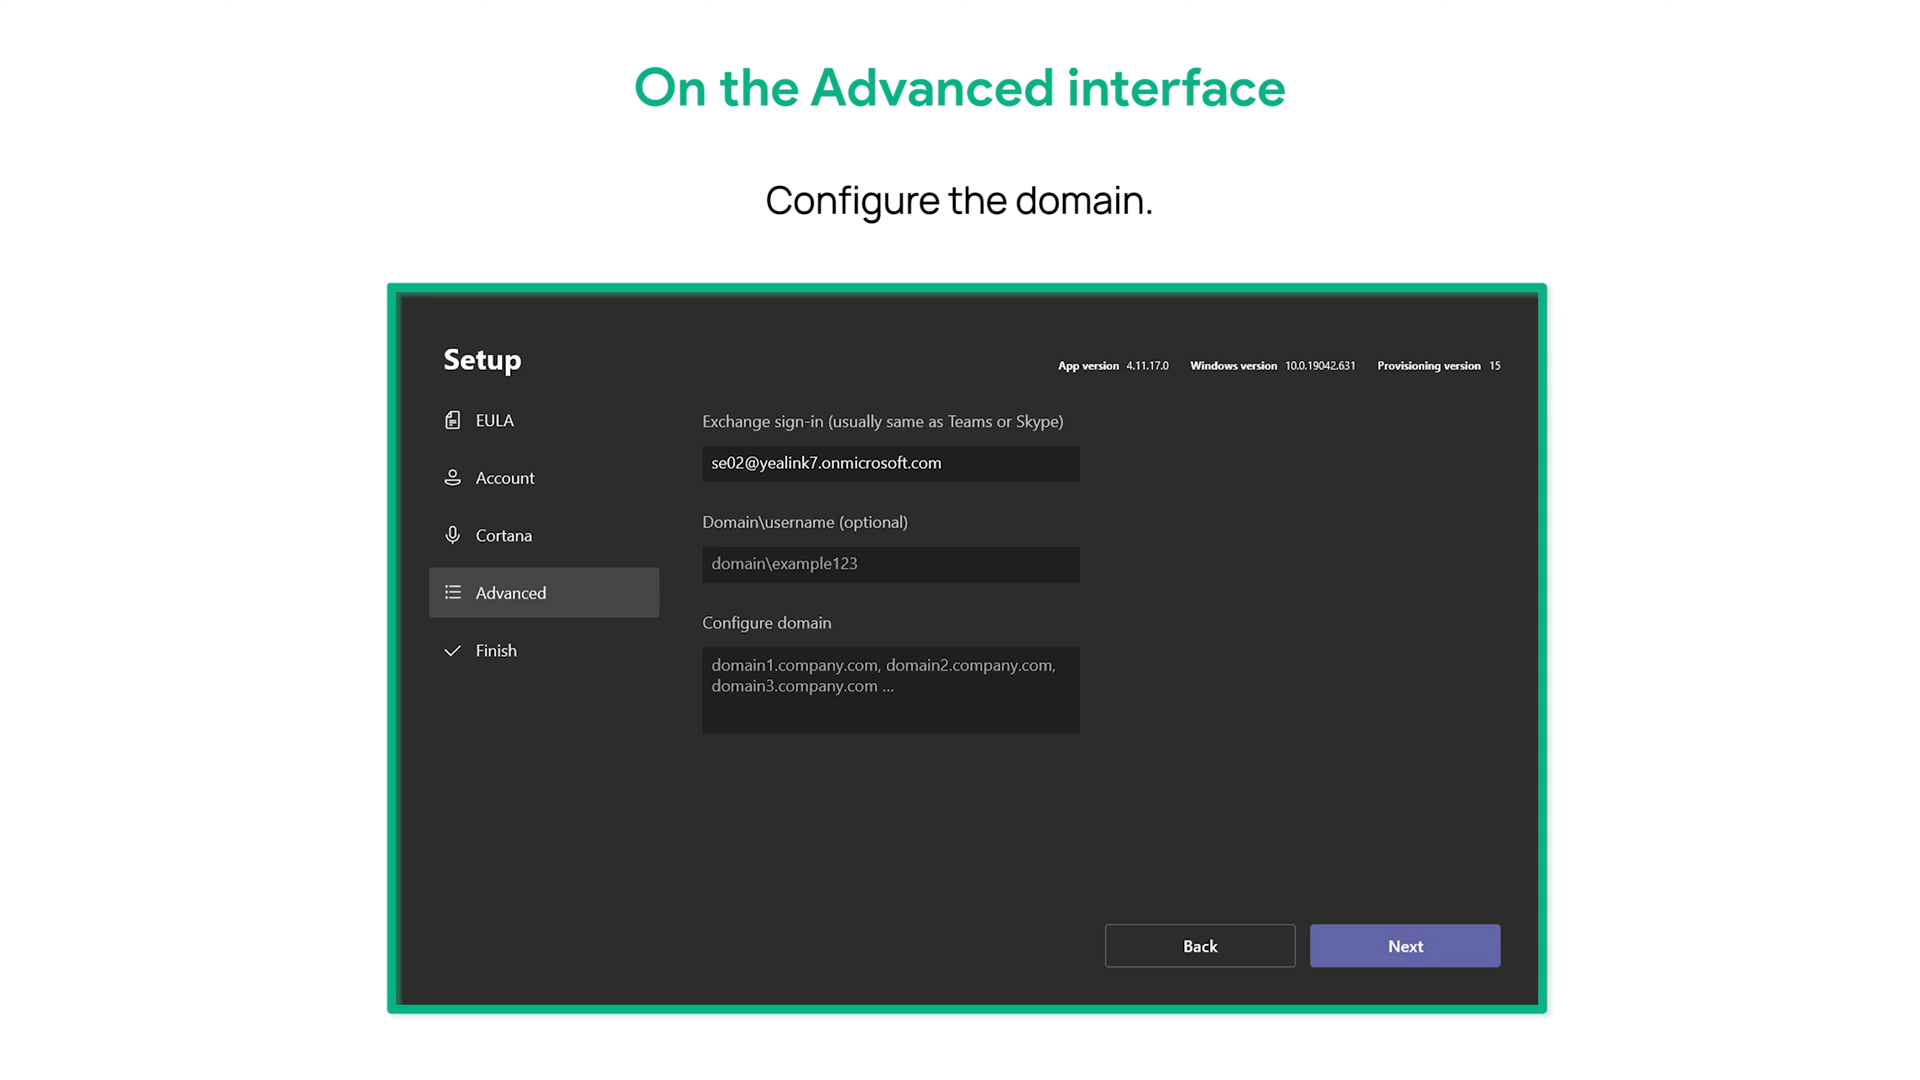 On the Advanced interface
Configure the domain.
Setup
App version 4.11.17.0 Windows version 10.0.19042.631 Provisioning version 15
EULA
Account
Cortana
Advanced
Finish
Exchange sign-in (usually same as Teams or Skype)
se02@yealink7.onmicrosoft.com
Domain\username (optional)
domain\example123
Configure domain
domain1.company.com, domain2.company.com,
domain3.company.com ...
Back
Next